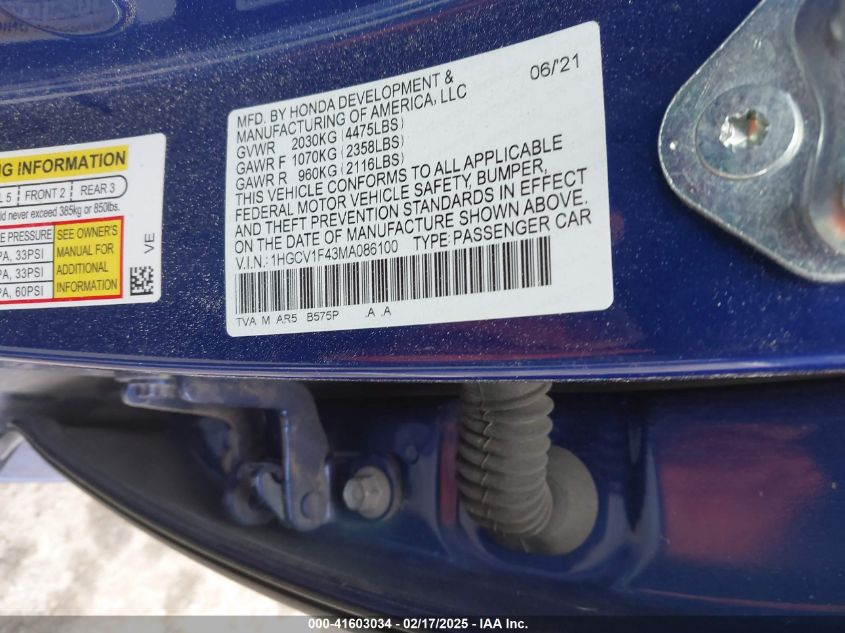 NG INFORMATION
L 5 FRONT 2 REAR 3
ld never exceed 385kg or 850lbs.
E PRESSURE
PA, 33PSI
PA, 33PSI
PA, 60PSI
SEE OWNER'S
MANUAL FOR
ADDITIONAL
INFORMATION
VE
06/'21
MFD. BY HONDA DEVELOPMENT &
MANUFACTURING OF AMERICA, LLC
GVWR 2030KG (4475LBS)
GAWR F 1070KG (2358LBS)
GAWR R 960KG (2116LBS)
THIS VEHICLE CONFORMS TO ALL APPLICABLE
FEDERAL MOTOR VEHICLE SAFETY, BUMPER,
AND THEFT PREVENTION STANDARDS IN EFFECT
ON THE DATE OF MANUFACTURE SHOWN ABOVE.
V.I.N.: 1HGCV1F43MA086100 TYPE: PASSENGER CAR
TVA M AR5 B575P .A .A
000-41603034 - 02/17/2025 - IAA Inc.